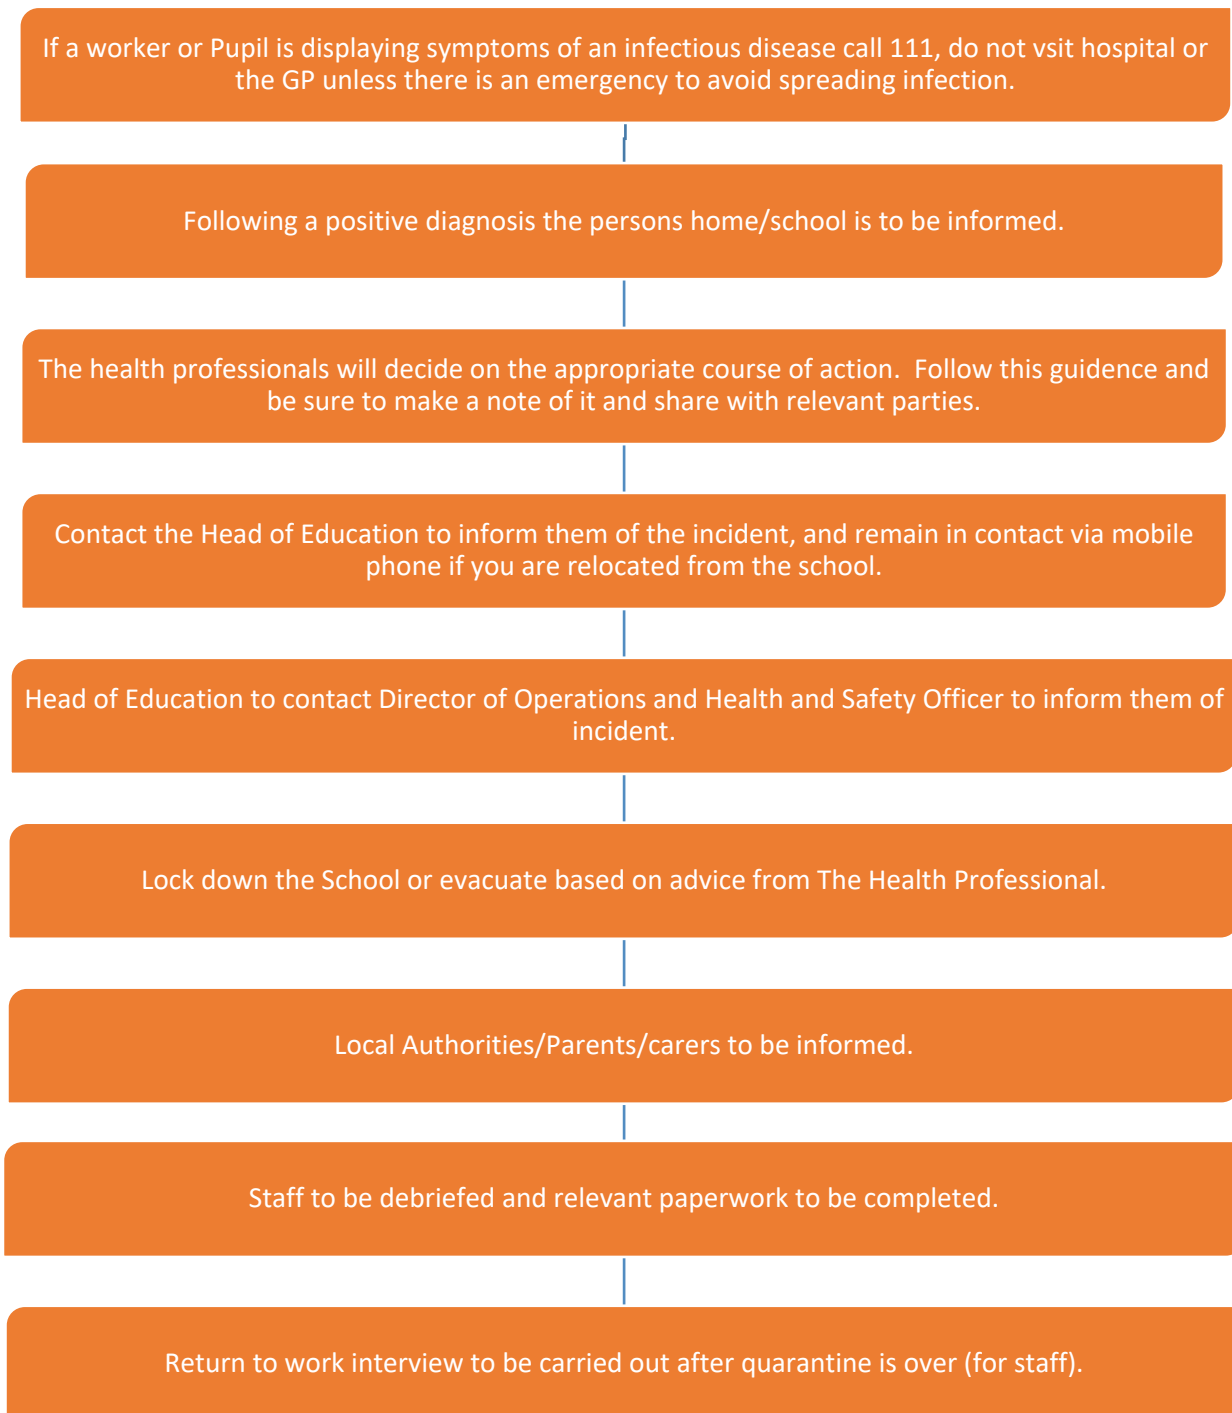 If a worker or Pupil is displaying symptoms of an infectious disease call 111, do not vsit hospital or
the GP unless there is an emergency to avoid spreading infection.
Following a positive diagnosis the persons home/school is to be informed.
The health professionals will decide on the appropriate course of action.  Follow this guidence and
be sure to make a note of it and share with relevant parties.
Contact the Head of Education to inform them of the incident, and remain in contact via mobile
phone if you are relocated from the school.
Head of Education to contact Director of Operations and Health and Safety Officer to inform them of
incident.
Lock down the School or evacuate based on advice from The Health Professional.
Local Authorities/Parents/carers to be informed.
Staff to be debriefed and relevant paperwork to be completed.
Return to work interview to be carried out after quarantine is over (for staff).